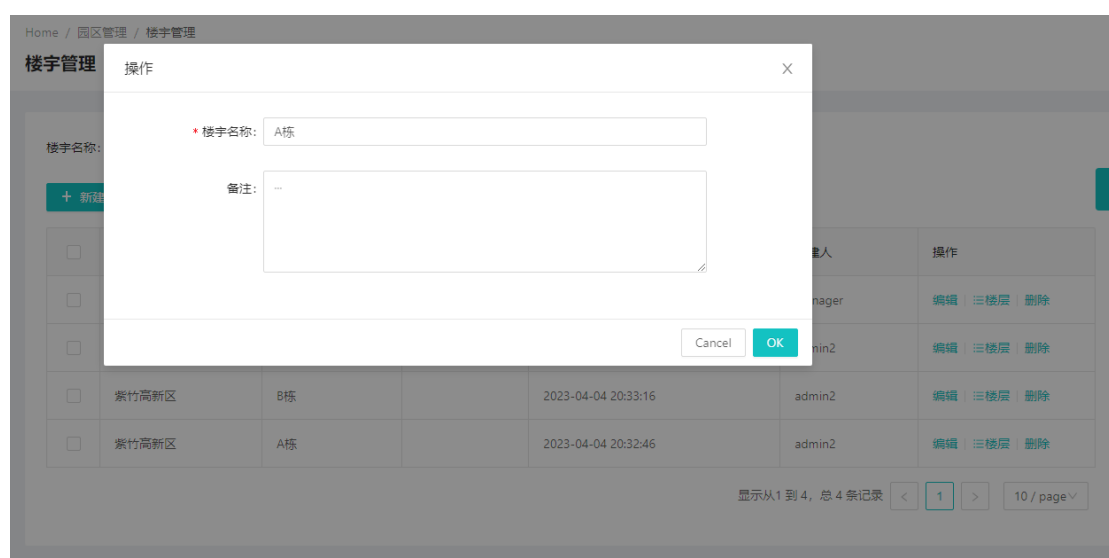 Home / 园区管理 / 楼宇管理
楼宇管理
操作
* 楼宇名称: A栋
楼宇名称:
备注: ...
+ 新建
建人 操作
nager 编辑 楼层 删除
Cancel OK
min2 编辑 楼层 删除
紫竹高新区 B栋 2023-04-04 20:33:16 admin2 编辑 楼层 删除
紫竹高新区 A栋 2023-04-04 20:32:46 admin2 编辑 楼层 删除
显示从1 到 4, 总 4 条记录 < 1 > 10 / page